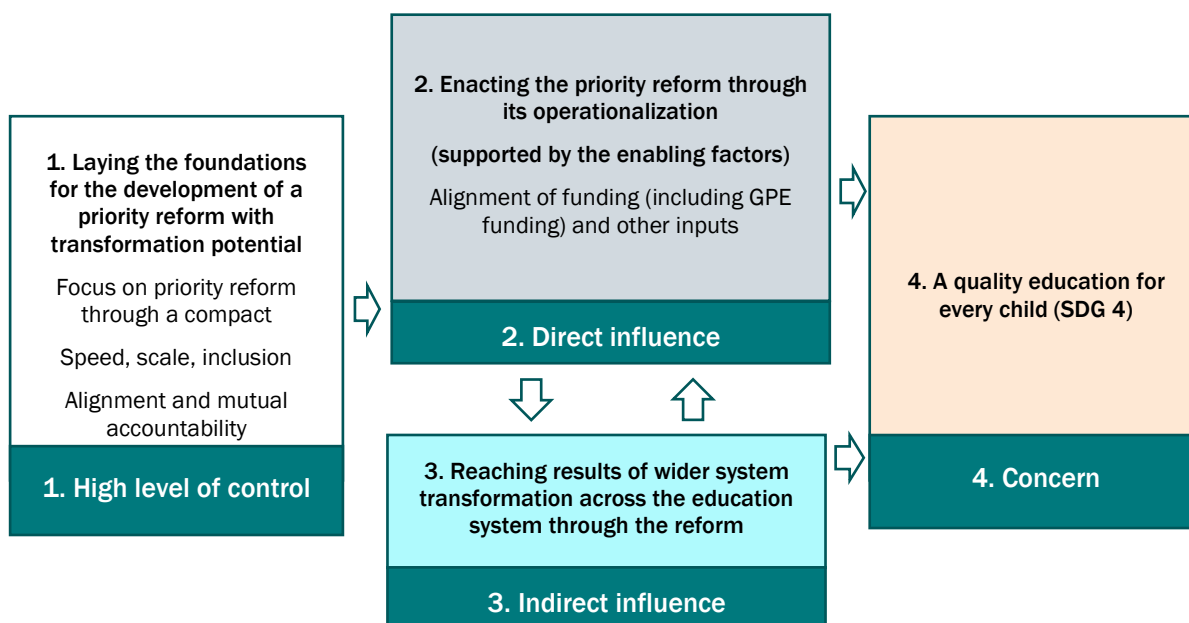 1. Laying the foundations
for the development of a
priority reform with
transformation potential
Focus on priority reform
through a compact
Speed, scale, inclusion
Alignment and mutual
accountability
1. High level of control
2. Enacting the priority reform through
its operationalization
(supported by the enabling factors)
Alignment of funding (including GPE
funding) and other inputs
2. Direct influence
3. Reaching results of wider system
transformation across the education
system through the reform
3. Indirect influence
4. A quality education for
every child (SDG 4)
4. Concern